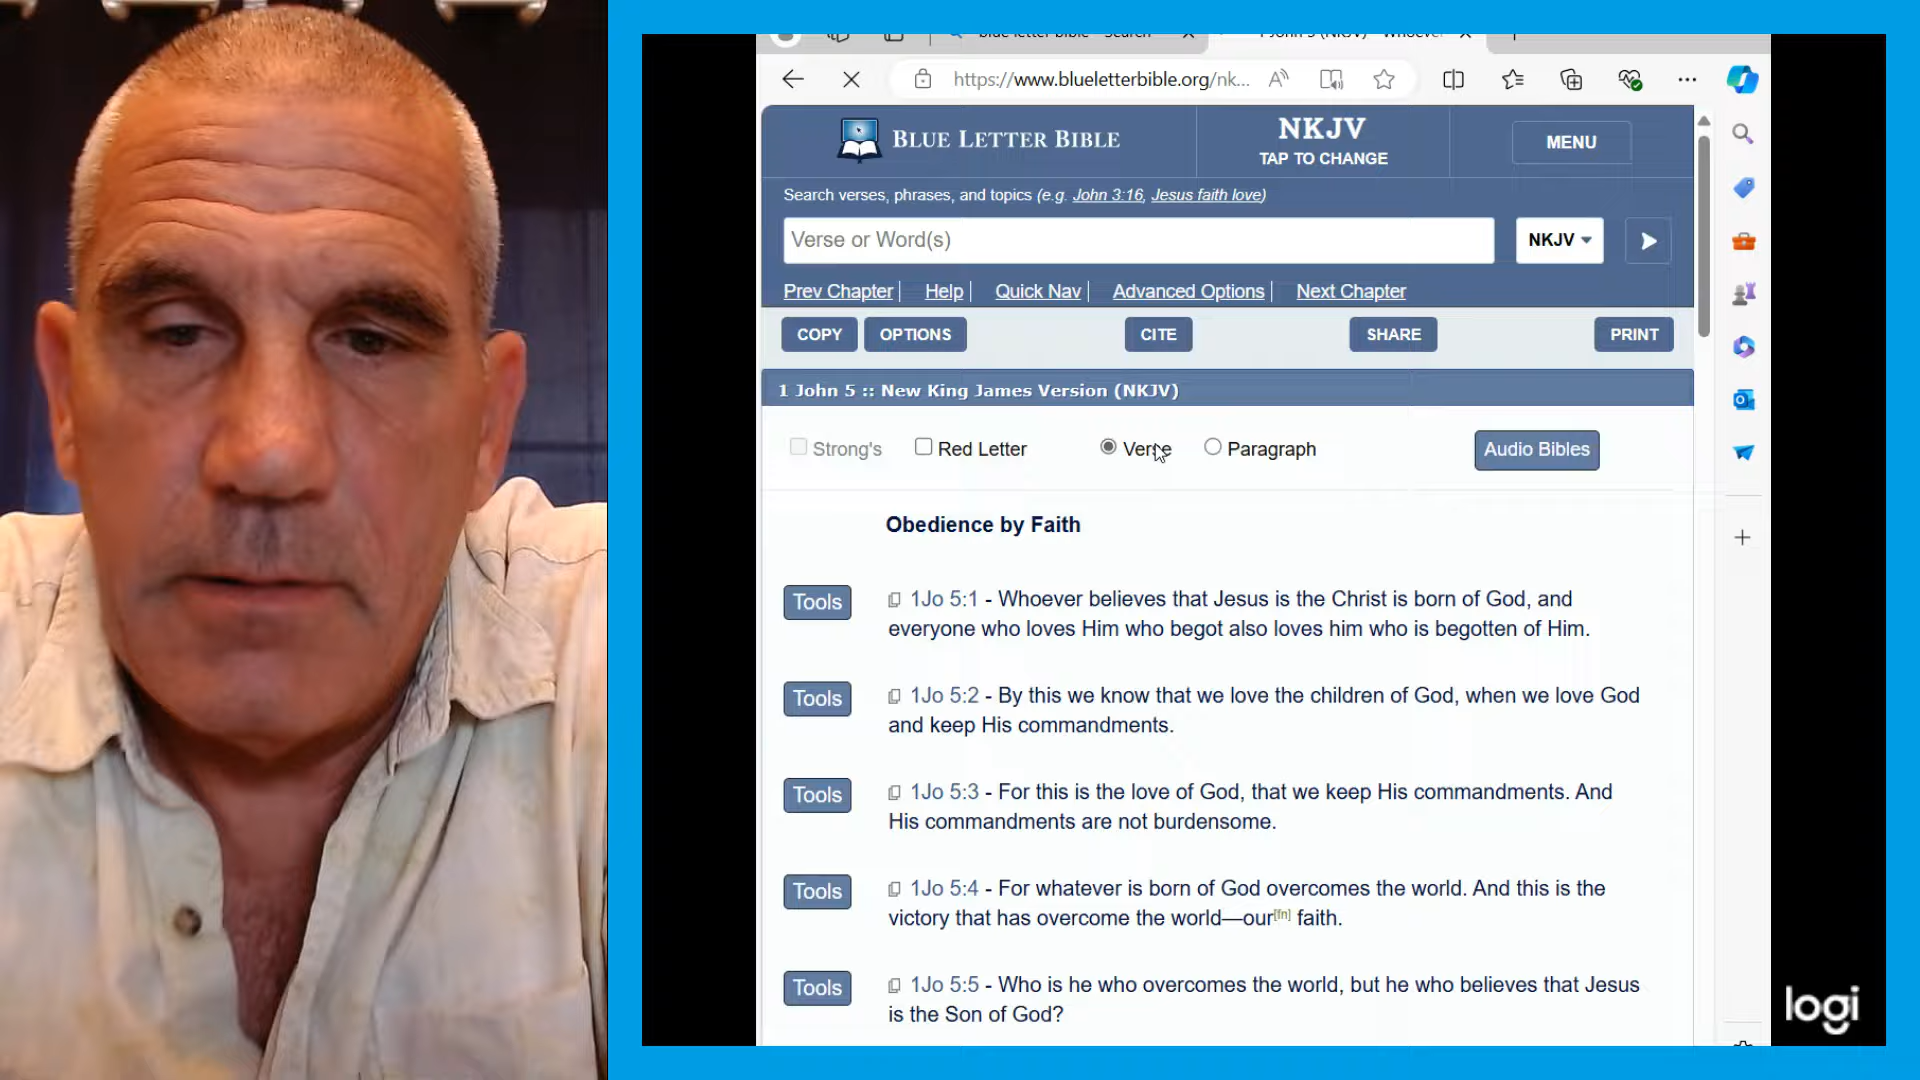 blue letter bible - Search
1 John 5 (NKJV) - Whoever
https://www.blueletterbible.org/nk...
BLUE LETTER BIBLE
NKJV
TAP TO CHANGE
MENU
Search verses, phrases, and topics (e.g. John 3:16, Jesus faith love)
Verse or Word(s)
NKJV
Prev Chapter | Help | Quick Nav | Advanced Options | Next Chapter
COPY OPTIONS CITE SHARE PRINT
1 John 5 :: New King James Version (NKJV)
Strong's Red Letter Verse Paragraph Audio Bibles
Obedience by Faith
Tools 1Jo 5:1 - Whoever believes that Jesus is the Christ is born of God, and
everyone who loves Him who begot also loves him who is begotten of Him.
Tools 1Jo 5:2 - By this we know that we love the children of God, when we love God
and keep His commandments.
Tools 1Jo 5:3 - For this is the love of God, that we keep His commandments. And
His commandments are not burdensome.
Tools 1Jo 5:4 - For whatever is born of God overcomes the world. And this is the
victory that has overcome the world—our[fn] faith.
Tools 1Jo 5:5 - Who is he who overcomes the world, but he who believes that Jesus
is the Son of God?
logi